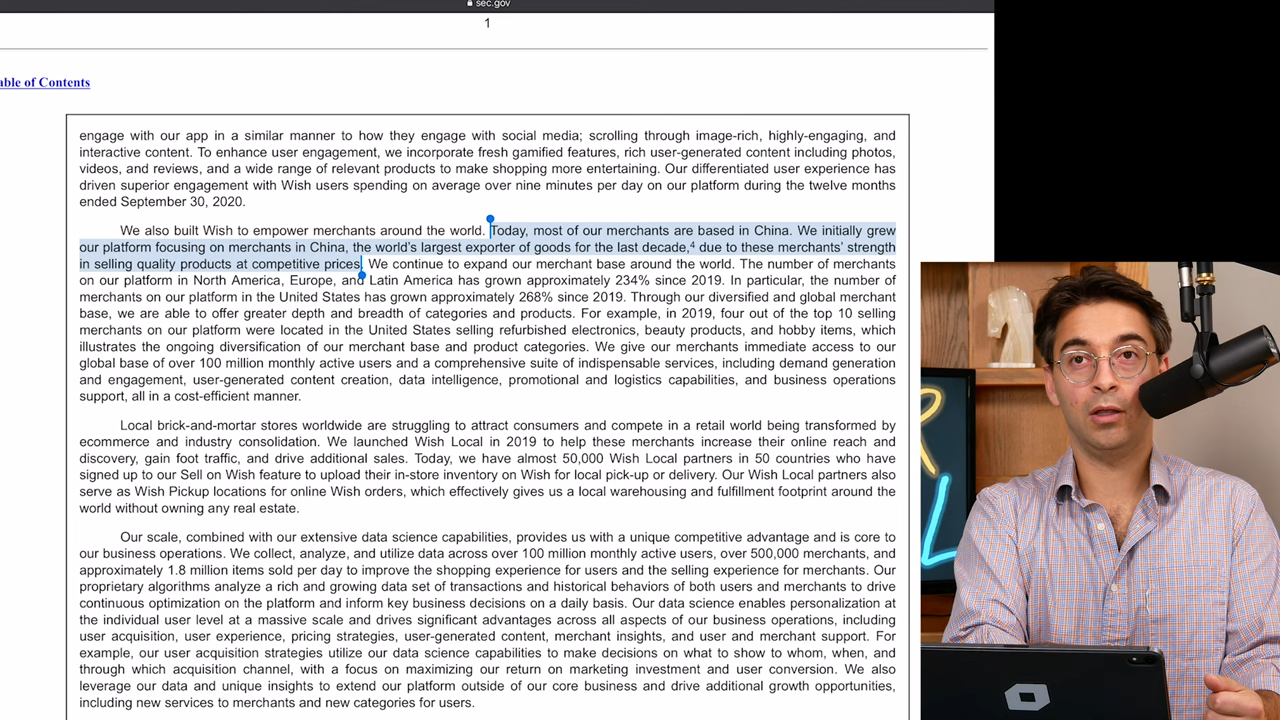 sec.gov
1
able of Contents
engage with our app in a similar manner to how they engage with social media; scrolling through image-rich, highly-engaging, and
interactive content. To enhance user engagement, we incorporate fresh gamified features, rich user-generated content including photos,
videos, and reviews, and a wide range of relevant products to make shopping more entertaining. Our differentiated user experience has
driven superior engagement with Wish users spending on average over nine minutes per day on our platform during the twelve months
ended September 30, 2020.
We also built Wish to empower merchants around the world. Today, most of our merchants are based in China. We initially grew
our platform focusing on merchants in China, the world's largest exporter of goods for the last decade,⁴ due to these merchants' strength
in selling quality products at competitive prices. We continue to expand our merchant base around the world. The number of merchants
on our platform in North America, Europe, and Latin America has grown approximately 234% since 2019. In particular, the number of
merchants on our platform in the United States has grown approximately 268% since 2019. Through our diversified and global merchant
base, we are able to offer greater depth and breadth of categories and products. For example, in 2019, four out of the top 10 selling
merchants on our platform were located in the United States selling refurbished electronics, beauty products, and hobby items, which
illustrates the ongoing diversification of our merchant base and product categories. We give our merchants immediate access to our
global base of over 100 million monthly active users and a comprehensive suite of indispensable services, including demand generation
and engagement, user-generated content creation, data intelligence, promotional and logistics capabilities, and business operations
support, all in a cost-efficient manner.
Local brick-and-mortar stores worldwide are struggling to attract consumers and compete in a retail world being transformed by
ecommerce and industry consolidation. We launched Wish Local in 2019 to help these merchants increase their online reach and
discovery, gain foot traffic, and drive additional sales. Today, we have almost 50,000 Wish Local partners in 50 countries who have
signed up to our Sell on Wish feature to upload their in-store inventory on Wish for local pick-up or delivery. Our Wish Local partners also
serve as Wish Pickup locations for online Wish orders, which effectively gives us a local warehousing and fulfillment footprint around the
world without owning any real estate.
Our scale, combined with our extensive data science capabilities, provides us with a unique competitive advantage and is core to
our business operations. We collect, analyze, and utilize data across over 100 million monthly active users, over 500,000 merchants, and
approximately 1.8 million items sold per day to improve the shopping experience for users and the selling experience for merchants. Our
proprietary algorithms analyze a rich and growing data set of transactions and historical behaviors of both users and merchants to drive
continuous optimization on the platform and inform key business decisions on a daily basis. Our data science enables personalization at
the individual user level at a massive scale and drives significant advantages across all aspects of our business operations, including
user acquisition, user experience, pricing strategies, user-generated content, merchant insights, and user and merchant support. For
example, our user acquisition strategies utilize our data science capabilities to make decisions on what to show to whom, when, and
through which acquisition channel, with a focus on maximizing our return on marketing investment and user conversion. We also
leverage our data and unique insights to extend our platform outside of our core business and drive additional growth opportunities,
including new services to merchants and new categories for users.
R
L